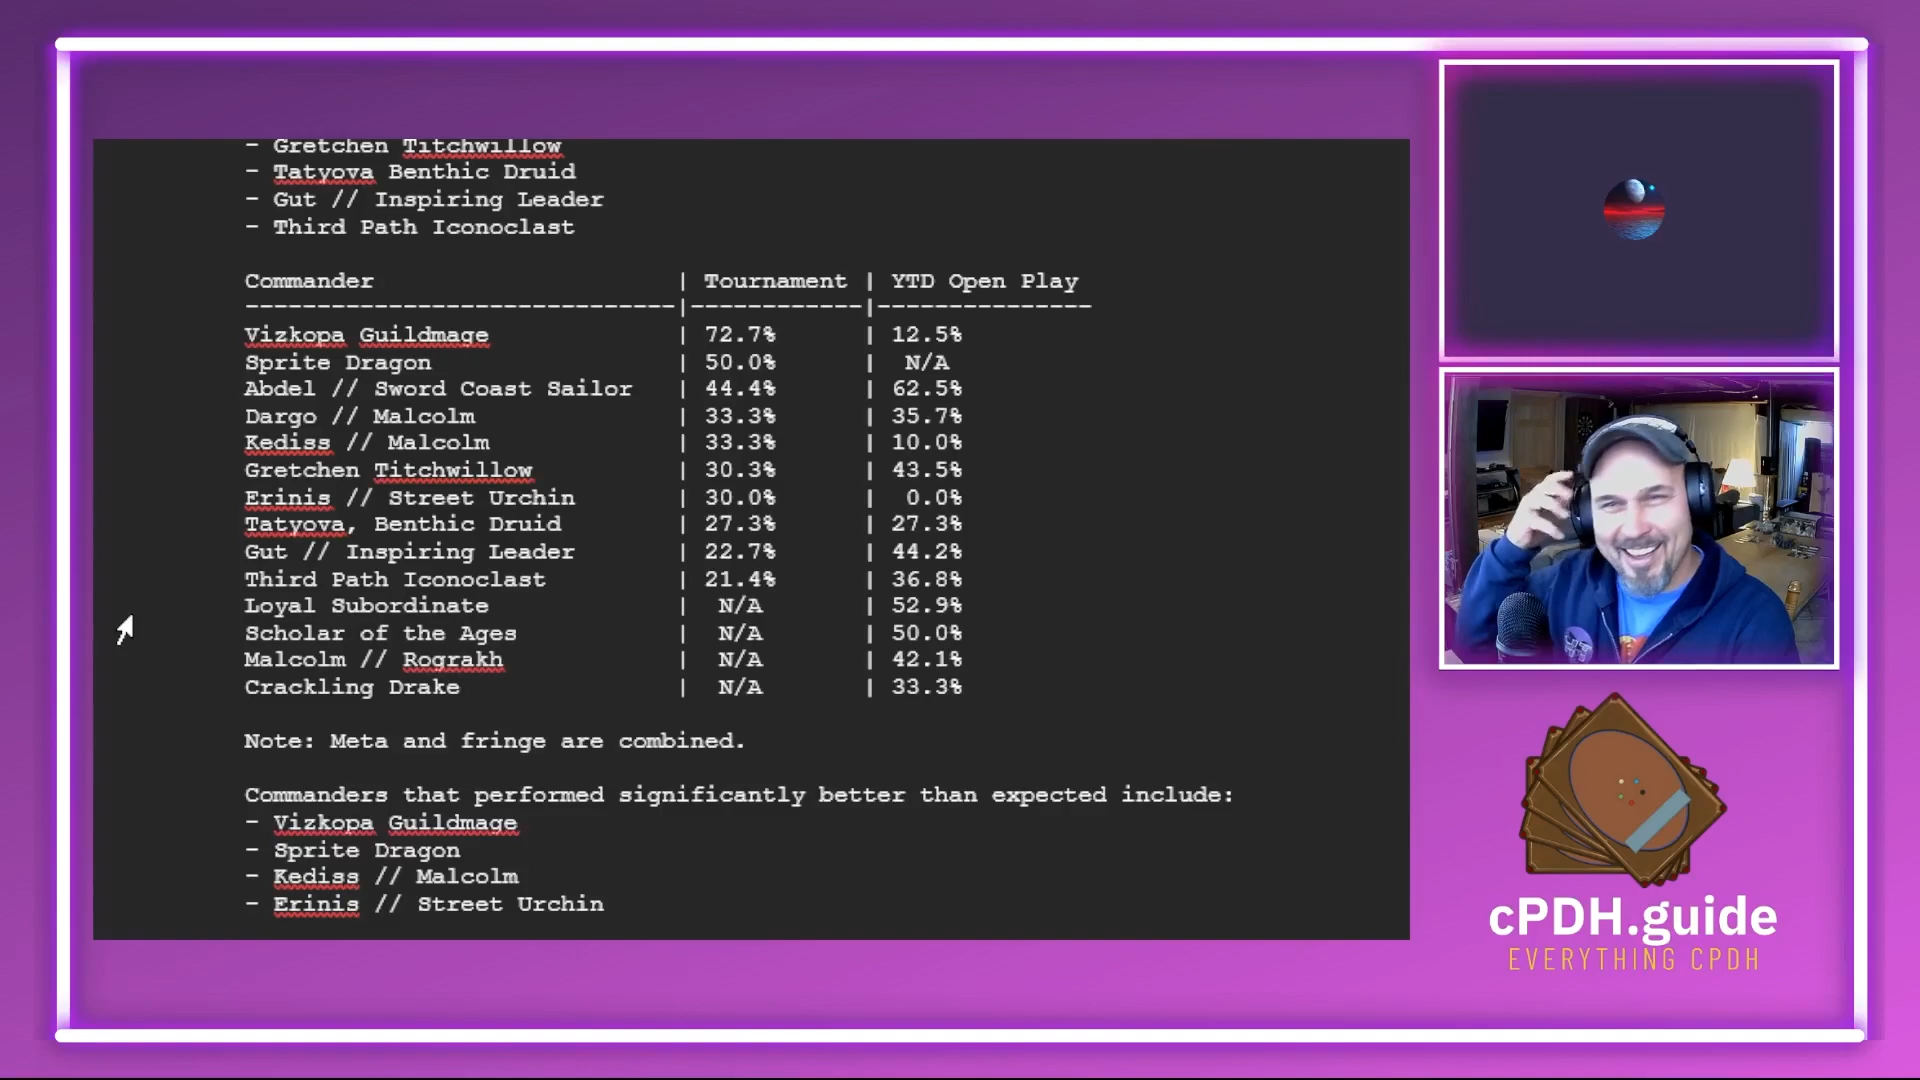 - Gretchen Titchwillow
- Tatyova Benthic Druid
- Gut // Inspiring Leader
- Third Path Iconoclast
Commander | Tournament | YTD Open Play
------------------------------|------------|---------------
Vizkopa Guildmage | 72.7% | 12.5%
Sprite Dragon | 50.0% | N/A
Abdel // Sword Coast Sailor | 44.4% | 62.5%
Dargo // Malcolm | 33.3% | 35.7%
Kediss // Malcolm | 33.3% | 10.0%
Gretchen Titchwillow | 30.3% | 43.5%
Erinis // Street Urchin | 30.0% | 0.0%
Tatyova, Benthic Druid | 27.3% | 27.3%
Gut // Inspiring Leader | 22.7% | 44.2%
Third Path Iconoclast | 21.4% | 36.8%
Loyal Subordinate | N/A | 52.9%
Scholar of the Ages | N/A | 50.0%
Malcolm // Rograkh | N/A | 42.1%
Crackling Drake | N/A | 33.3%
Note: Meta and fringe are combined.
Commanders that performed significantly better than expected include:
- Vizkopa Guildmage
- Sprite Dragon
- Kediss // Malcolm
- Erinis // Street Urchin
cPDH.guide
EVERYTHING CPDH